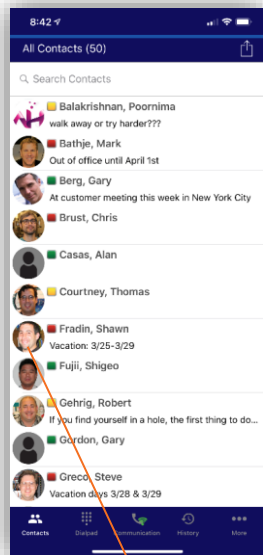 8:42
All Contacts (50)
Search Contacts
Balakrishnan, Poornima
walk away or try harder???
Bathje, Mark
Out of office until April 1st
Berg, Gary
At customer meeting this week in New York City
Brust, Chris
Casas, Alan
Courtney, Thomas
Fradin, Shawn
Vacation: 3/25-3/29
Fujii, Shigeo
Gehrig, Robert
If you find yourself in a hole, the first thing to do...
Gordon, Gary
Greco, Steve
Vacation days 3/28 & 3/29
Contacts Dialpad Communication History More